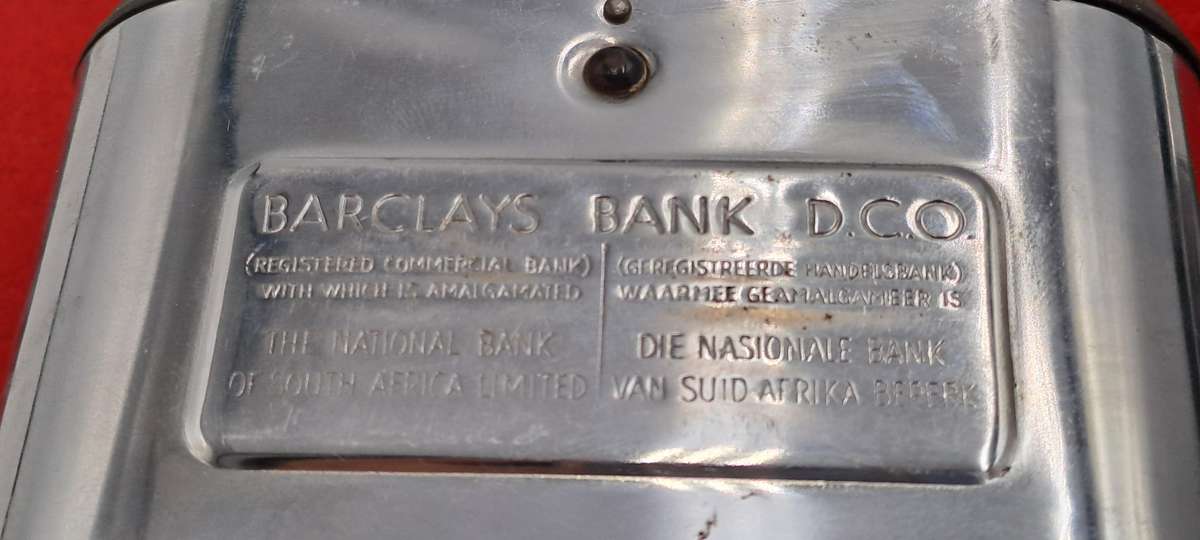 BARCLAYS BANK D.C.O.
(REGISTERED COMMERCIAL BANK)
WITH WHICH IS AMALGAMATED
THE NATIONAL BANK
OF SOUTH AFRICA LIMITED
(GEREGISTREERDE HANDELSBANK)
WAARMEE GEAMALGAMEER IS
DIE NASIONALE BANK
VAN SUID-AFRIKA BEPERK